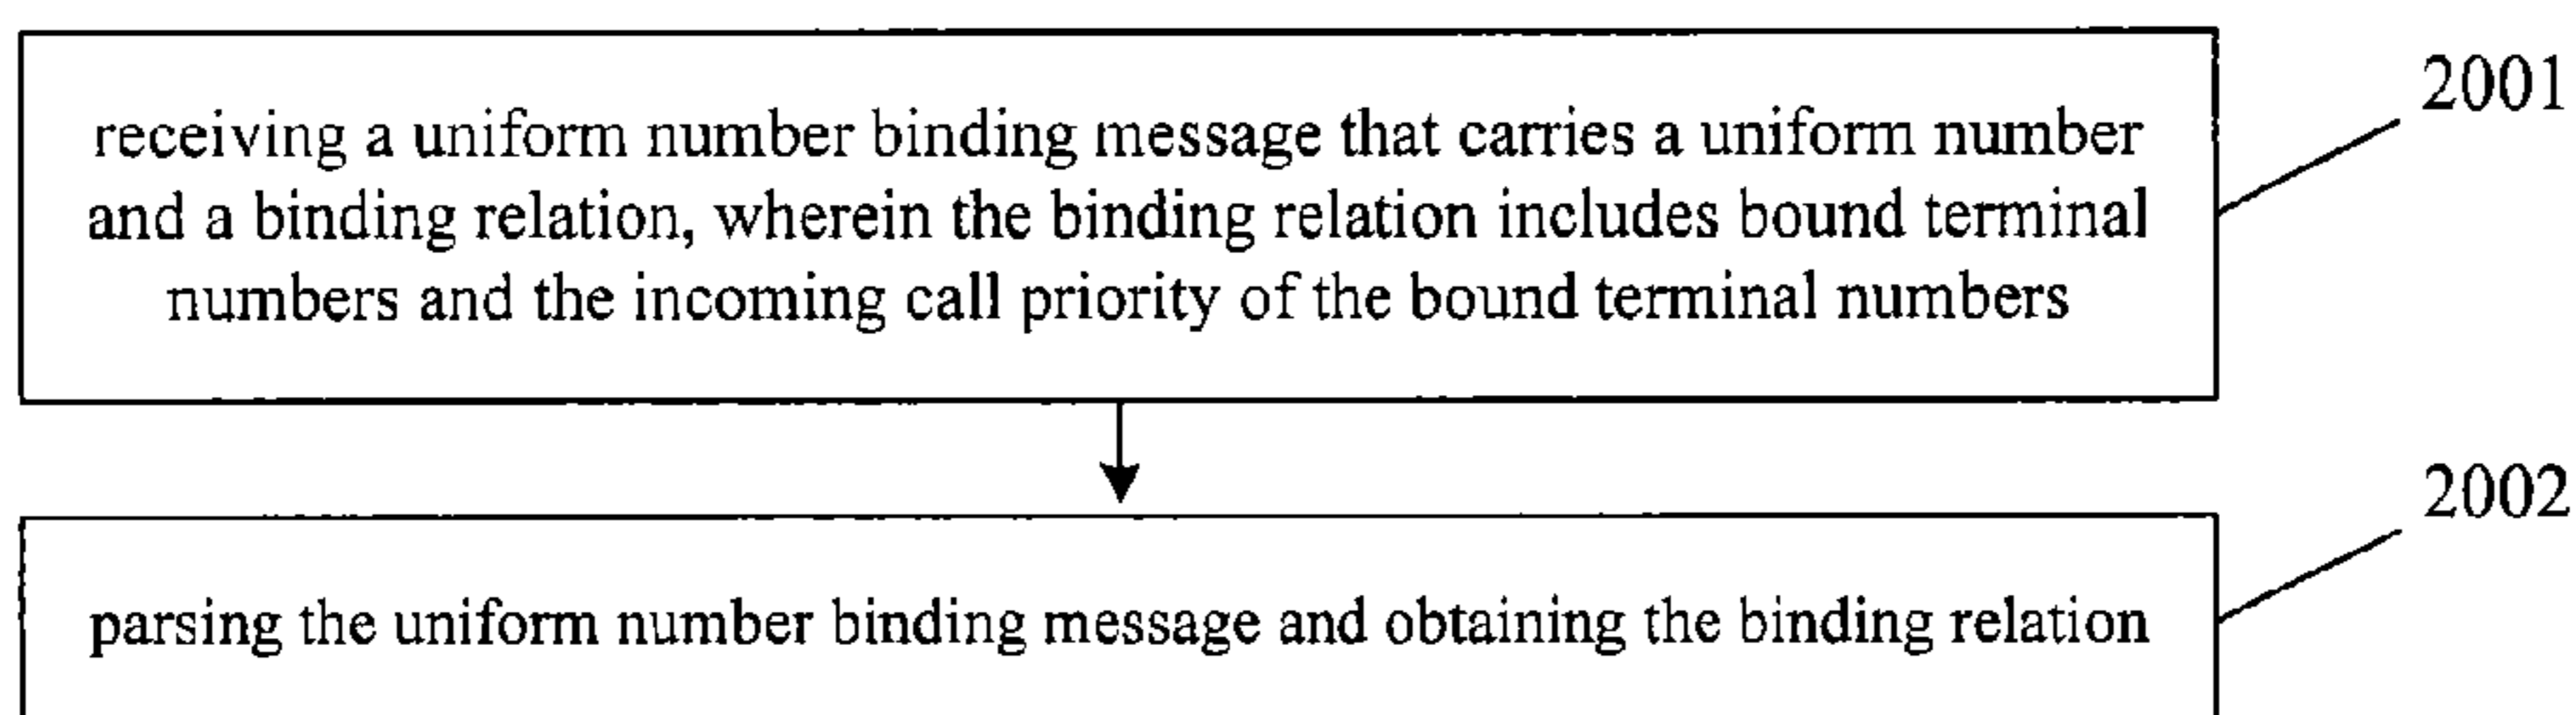 2001
receiving a uniform number binding message that carries a uniform number
and a binding relation, wherein the binding relation includes bound terminal
numbers and the incoming call priority of the bound terminal numbers
2002
parsing the uniform number binding message and obtaining the binding relation